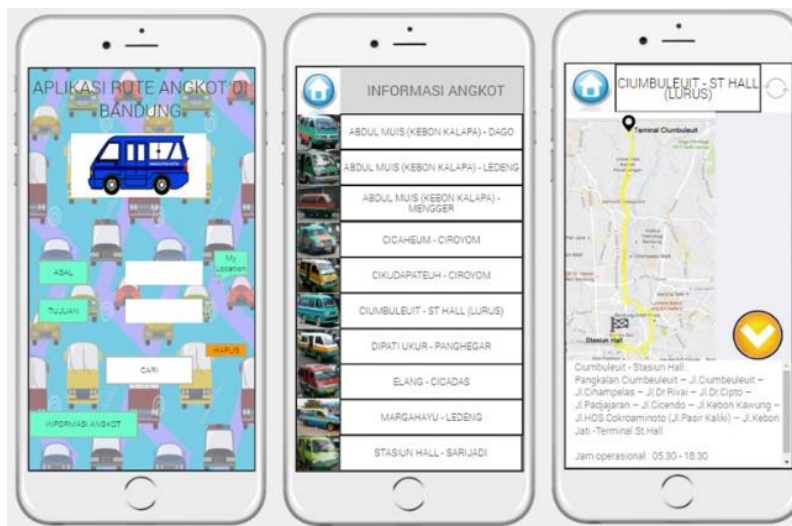 APLIKASI RUTE ANGKOT DI
BANDUNG
ASAL
My
Location
TUJUAN
HAPUS
CARI
INFORMASI ANGKOT
INFORMASI ANGKOT
ABDUL MUIS (KEBON KALAPA) - DAGO
ABDUL MUIS (KEBON KALAPA) - LEDENG
ABDUL MUIS (KEBON KALAPA) -
MENGGER
CICAHEUM - CIROYOM
CIKUDAPATEUH - CIROYOM
CIUMBULEUIT - ST HALL (LURUS)
DIPATI UKUR - PANGHEGAR
ELANG - CICADAS
MARGAHAYU - LEDENG
STASIUN HALL - SARIJADI
CIUMBULEUIT - ST HALL
(LURUS)
Terminal Ciumbuleuit
Stasiun Hall
Ciumbuleuit - Stasiun Hall :
Pangkalan Ciumbeuleuit – Jl.Ciumbeuleuit –
Jl.Cihampelas – Jl.Dr.Rivai – Jl.Dr.Cipto –
Jl.Padjajaran – Jl.Cicendo – Jl.Kebon Kawung –
Jl.HOS.Cokroaminoto (Jl.Pasir Kaliki) – Jl.Kebon
Jati -Terminal St.Hall
Jam operasional : 05.30 - 18.30